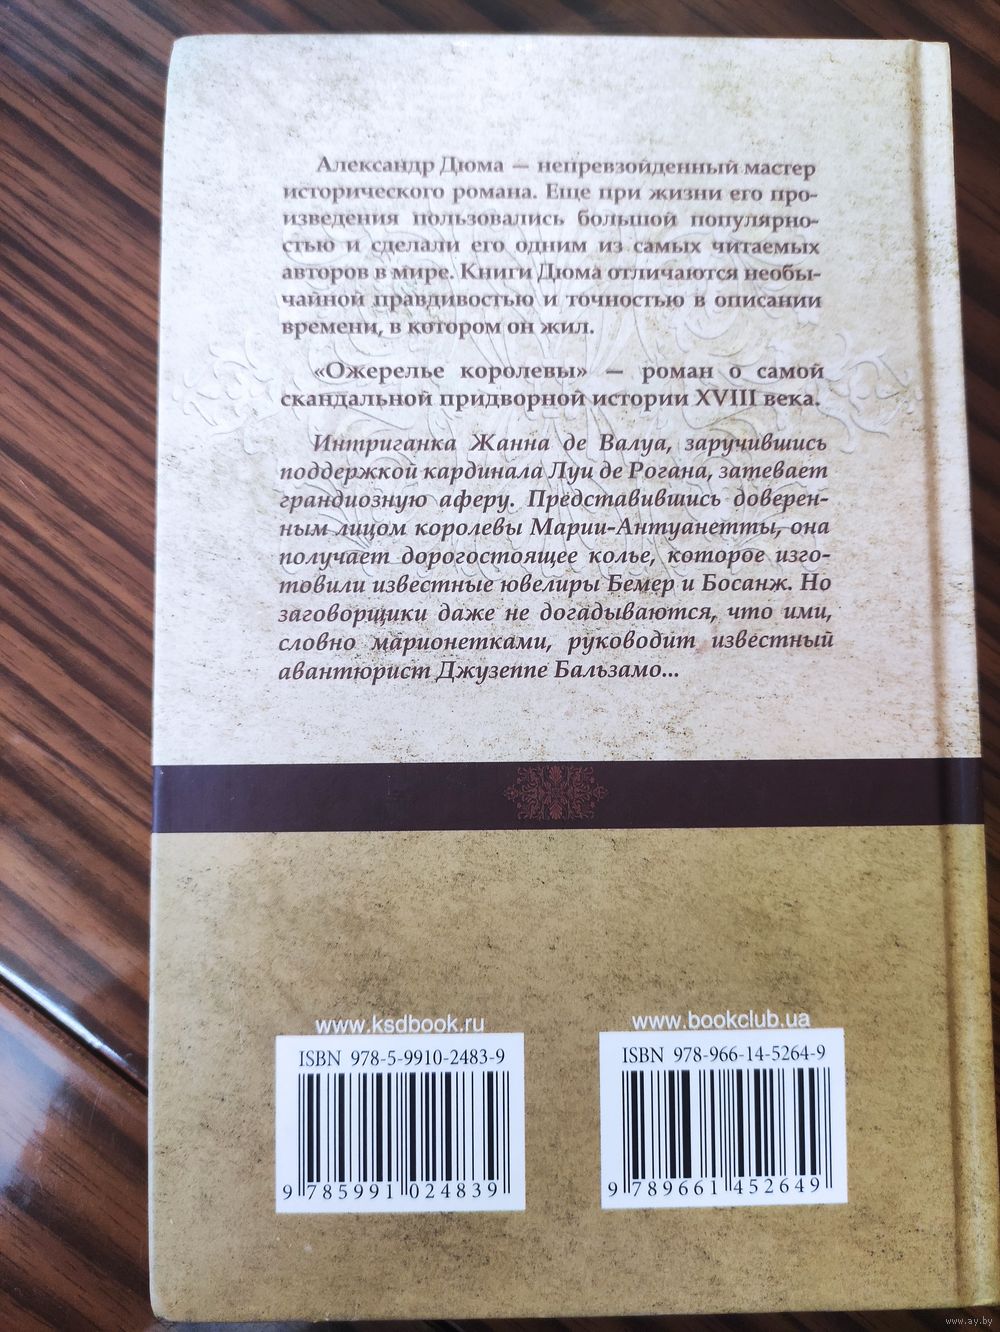 Александр Дюма — непревзойденный мастер
исторического романа. Еще при жизни его про-
изведения пользовались большой популярно-
стью и сделали его одним из самых читаемых
авторов в мире. Книги Дюма отличаются необы-
чайной правдивостью и точностью в описании
времени, в котором он жил.
«Ожерелье королевы» — роман о самой
скандальной придворной истории XVIII века.
Интриганка Жанна де Валуа, заручившись
поддержкой кардинала Луи де Рогана, затевает
грандиозную аферу. Представившись доверен-
ным лицом королевы Марии-Антуанетты, она
получает дорогостоящее колье, которое изго-
товили известные ювелиры Бемер и Босанж. Но
заговорщики даже не догадываются, что ими,
словно марионетками, руководит известный
авантюрист Джузеппе Бальзамо...
www.ksdbook.ru
ISBN 978-5-9910-2483-9
9 785991 024839
www.bookclub.ua
ISBN 978-966-14-5264-9
9 789661 452649
www.ay.by